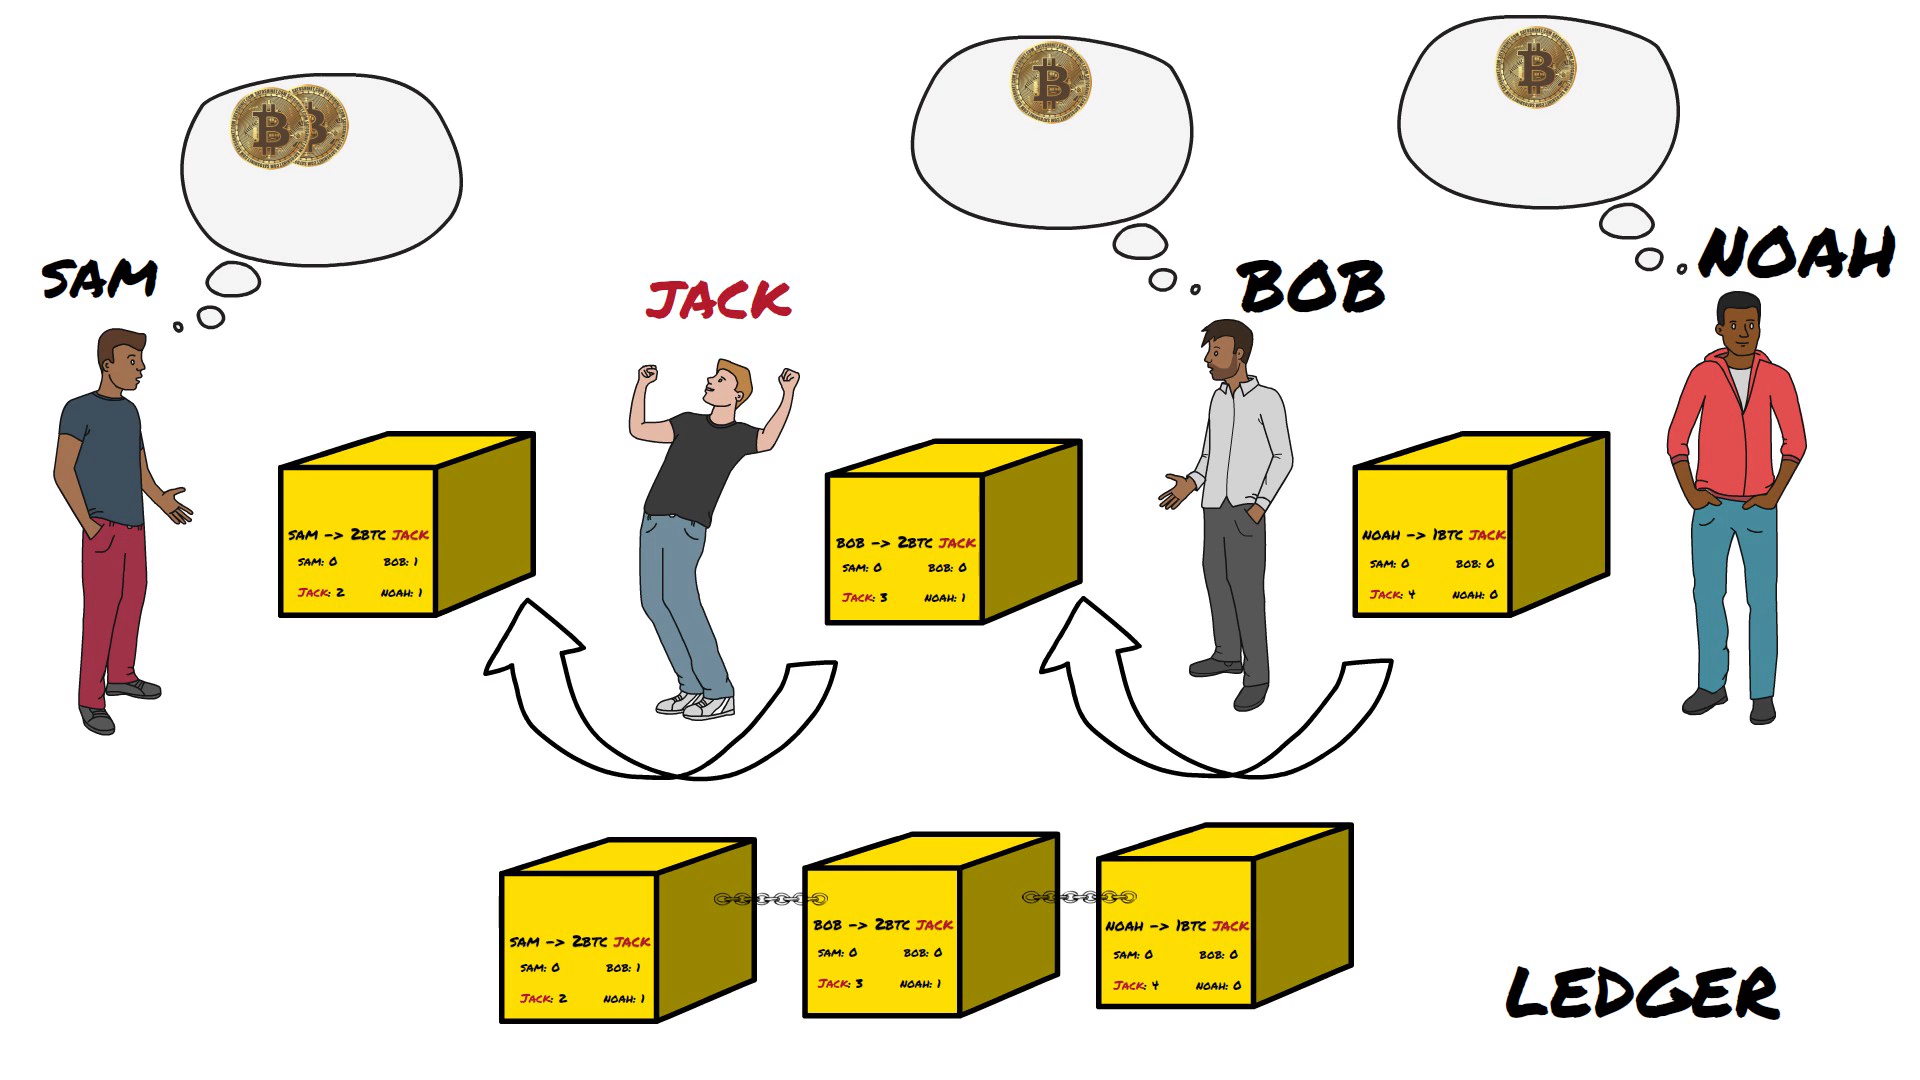 SAM
JACK
BOB
NOAH
SAM -> 2BTC JACK
SAM: 0 BOB: 1
JACK: 2 NOAH: 1
BOB -> 2BTC JACK
SAM: 0 BOB: 0
JACK: 3 NOAH: 1
NOAH -> 1BTC JACK
SAM: 0 BOB: 0
JACK: 4 NOAH: 0
SAM -> 2BTC JACK
SAM: 0 BOB: 1
JACK: 2 NOAH: 1
BOB -> 2BTC JACK
SAM: 0 BOB: 0
JACK: 3 NOAH: 1
NOAH -> 1BTC JACK
SAM: 0 BOB: 0
JACK: 4 NOAH: 0
LEDGER